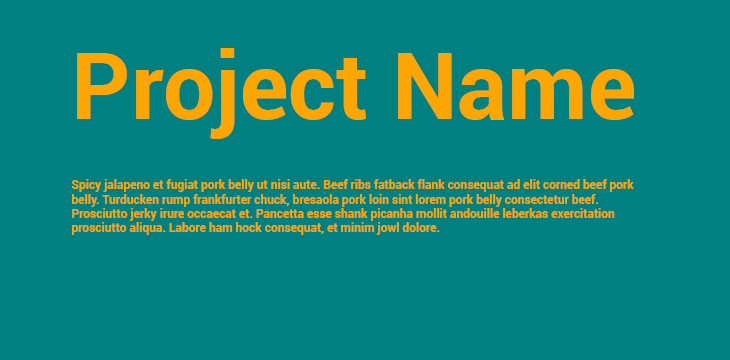 Project Name
Spicy jalapeno et fugiat pork belly ut nisi aute. Beef ribs fatback flank consequat ad elit corned beef pork
belly. Turducken rump frankfurter chuck, bresaola pork loin sint lorem pork belly consectetur beef.
Prosciutto jerky irure occaecat et. Pancetta esse shank picanha mollit andouille leberkas exercitation
prosciutto aliqua. Labore ham hock consequat, et minim jowl dolore.